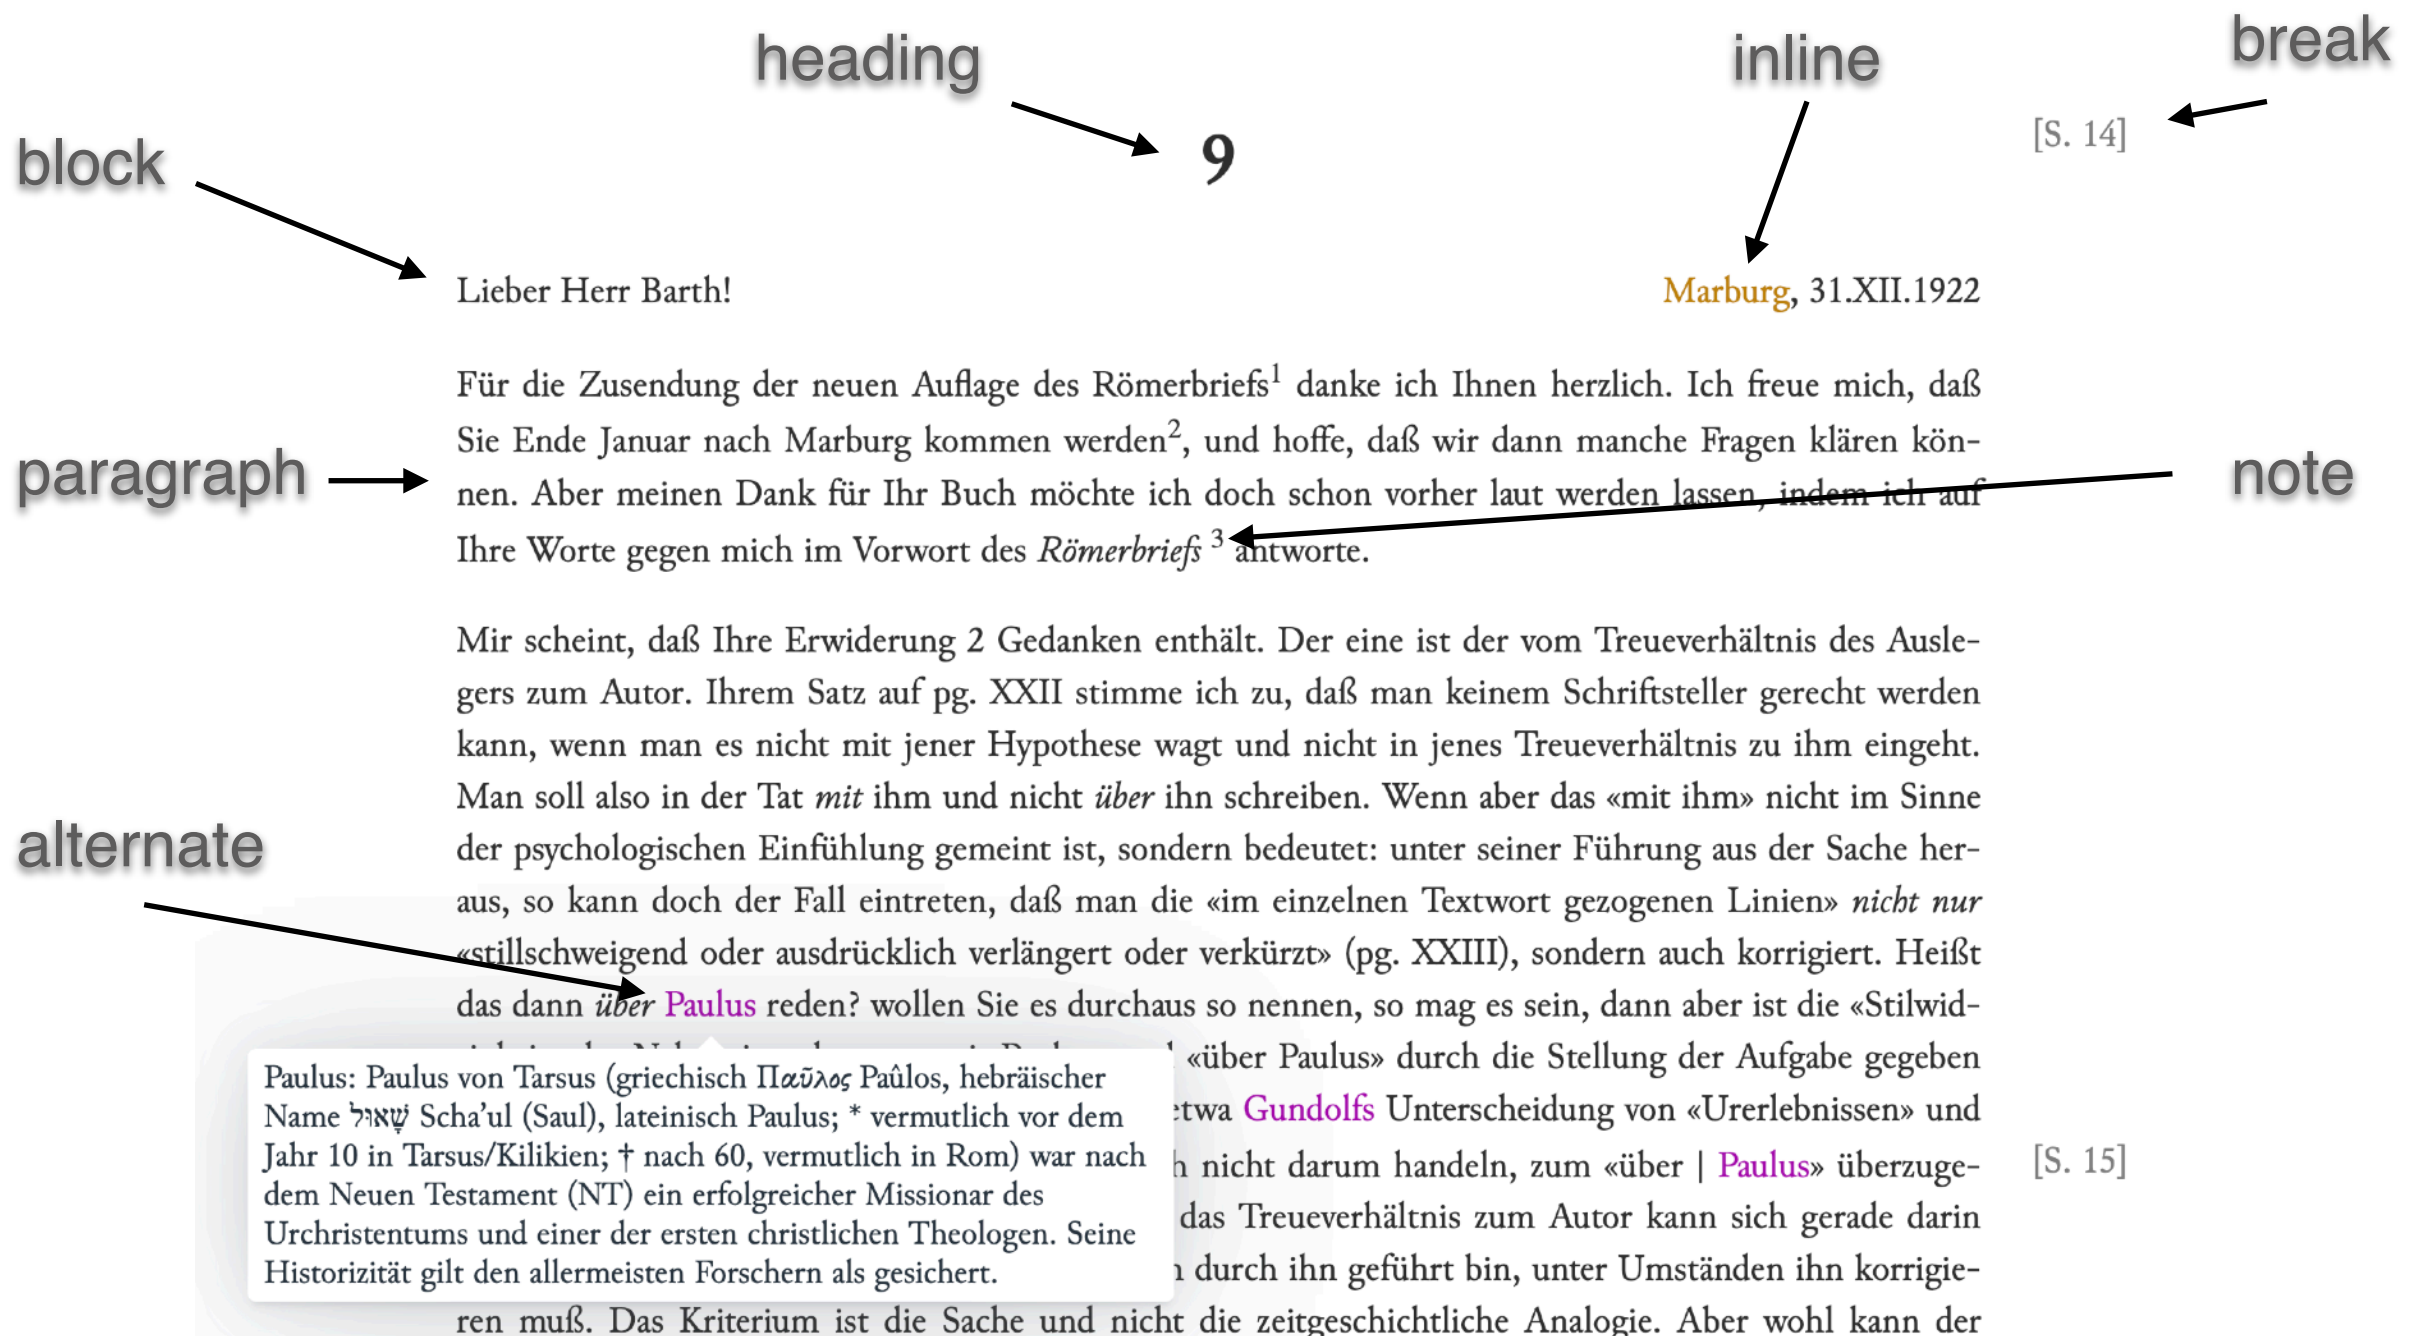 heading
inline
break
block
9
[S. 14]
Lieber Herr Barth!
Marburg, 31.XII.1922
Für die Zusendung der neuen Auflage des Römerbriefs1 danke ich Ihnen herzlich. Ich freue mich, daß
Sie Ende Januar nach Marburg kommen werden2, und hoffe, daß wir dann manche Fragen klären kön-
paragraph
note
nen. Aber meinen Dank für Ihr Buch möchte ich doch schon vorher laut werden lassen, indem ich auf
Ihre Worte gegen mich im Vorwort des Römerbriefs 3 antworte.
Mir scheint, daß Ihre Erwiderung 2 Gedanken enthält. Der eine ist der vom Treueverhältnis des Ausle-
gers zum Autor. Ihrem Satz auf pg. XXII stimme ich zu, daß man keinem Schriftsteller gerecht werden
kann, wenn man es nicht mit jener Hypothese wagt und nicht in jenes Treueverhältnis zu ihm eingeht.
Man soll also in der Tat mit ihm und nicht über ihn schreiben. Wenn aber das «mit ihm» nicht im Sinne
alternate
der psychologischen Einfühlung gemeint ist, sondern bedeutet: unter seiner Führung aus der Sache her-
aus, so kann doch der Fall eintreten, daß man die «im einzelnen Textwort gezogenen Linien» nicht nur
«stillschweigend oder ausdrücklich verlängert oder verkürzt» (pg. XXIII), sondern auch korrigiert. Heißt
das dann über Paulus reden? wollen Sie es durchaus so nennen, so mag es sein, dann aber ist die «Stilwid-
«über Paulus» durch die Stellung der Aufgabe gegeben
Paulus: Paulus von Tarsus (griechisch Παῦλος Paûlos, hebräischer
Name שָׁאוּל Scha’ul (Saul), lateinisch Paulus; * vermutlich vor dem
Jahr 10 in Tarsus/Kilikien; † nach 60, vermutlich in Rom) war nach
dem Neuen Testament (NT) ein erfolgreicher Missionar des
Urchristentums und einer der ersten christlichen Theologen. Seine
Historizität gilt den allermeisten Forschern als gesichert.
etwa Gundolfs Unterscheidung von «Urerlebnissen» und
nicht darum handeln, zum «über | Paulus» überzuge-
[S. 15]
das Treueverhältnis zum Autor kann sich gerade darin
durch ihn geführt bin, unter Umständen ihn korrigie-
ren muß. Das Kriterium ist die Sache und nicht die zeitgeschichtliche Analogie. Aber wohl kann der